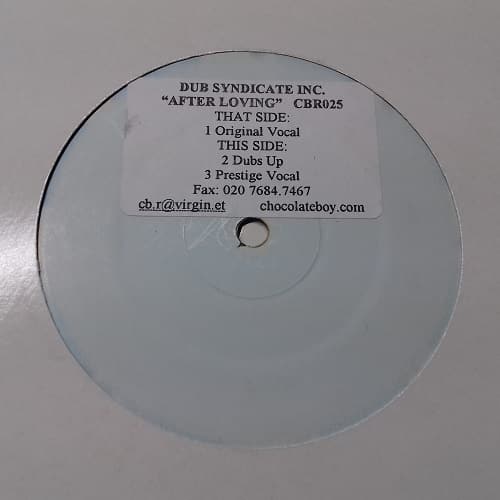 DUB SYNDICATE INC.
“AFTER LOVING” CBR025
THAT SIDE:
1 Original Vocal
THIS SIDE:
2 Dubs Up
3 Prestige Vocal
Fax: 020 7684.7467
cb.r@virgin.et chocolateboy.com